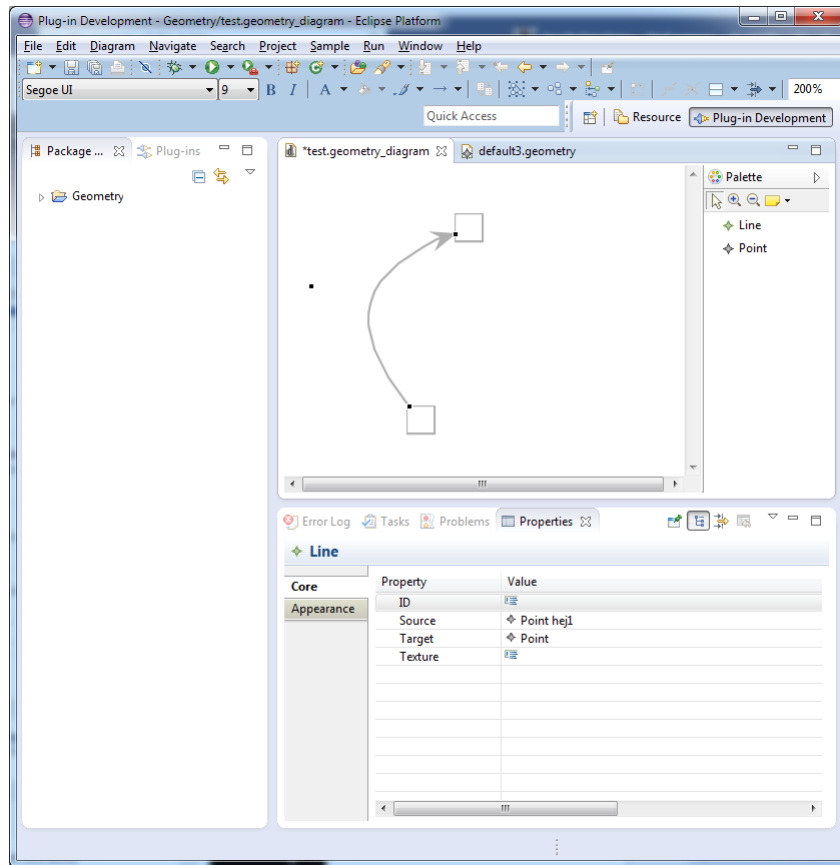 Plug-in Development - Geometry/test.geometry_diagram - Eclipse Platform
File Edit Diagram Navigate Search Project Sample Run Window Help
Segoe UI 9 B I A 200%
Quick Access Resource Plug-in Development
Package ... Plug-ins
*test.geometry_diagram default3.geometry
Geometry
Palette
Line
Point
Error Log Tasks Problems Properties
Line
Core
Appearance
Property Value
ID
Source Point hej1
Target Point
Texture